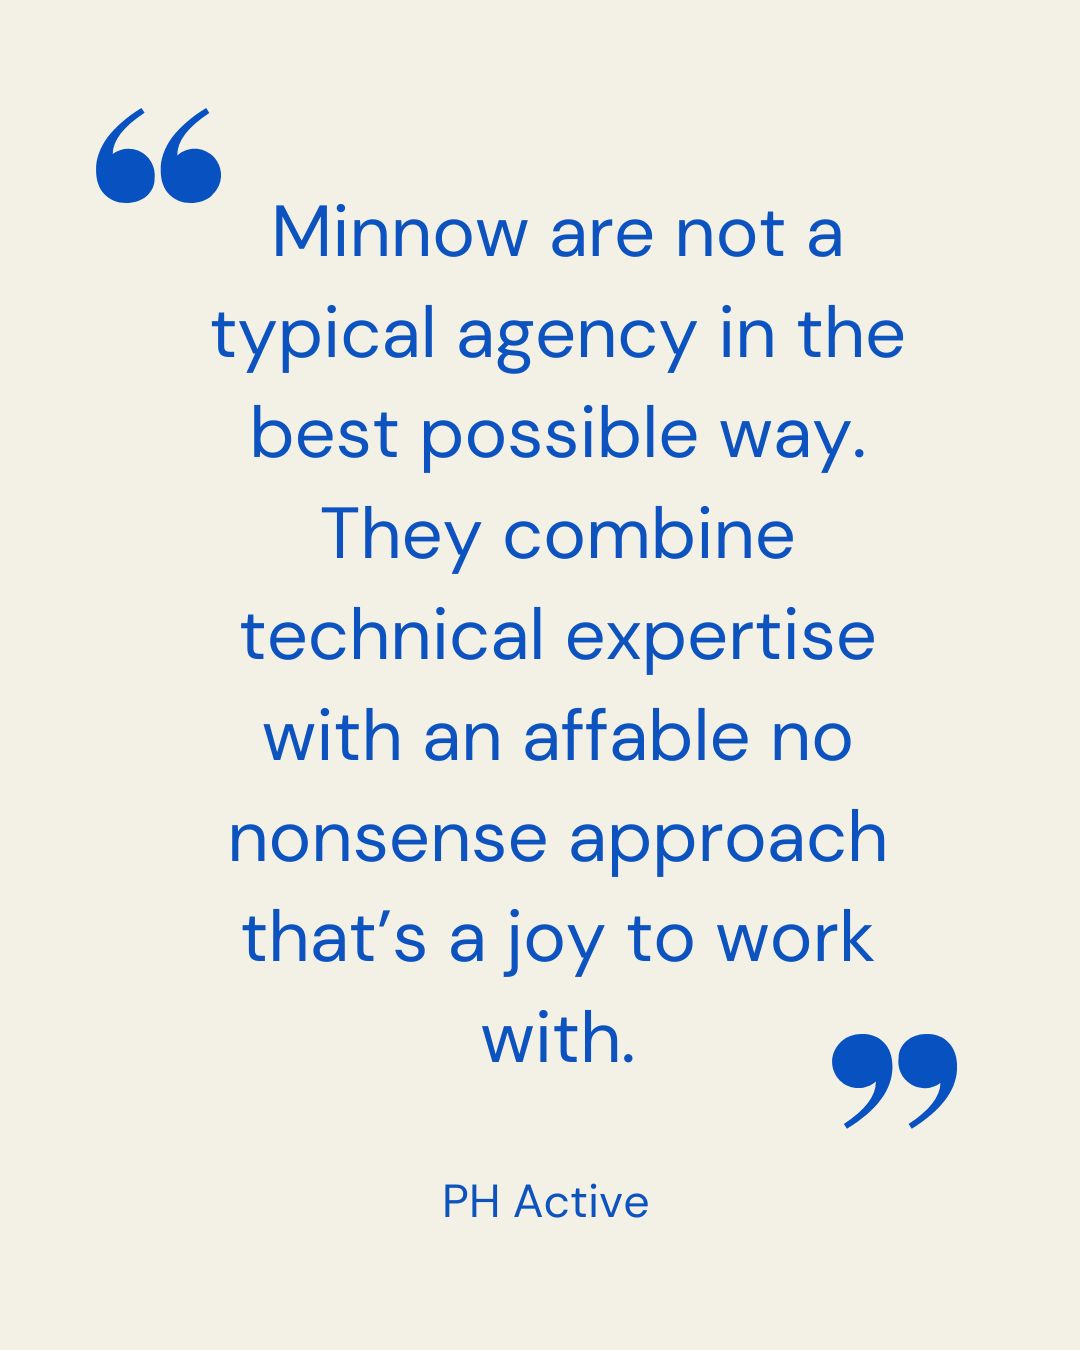 “
Minnow are not a
typical agency in the
best possible way.
They combine
technical expertise
with an affable no
nonsense approach
that’s a joy to work
with.
”
PH Active